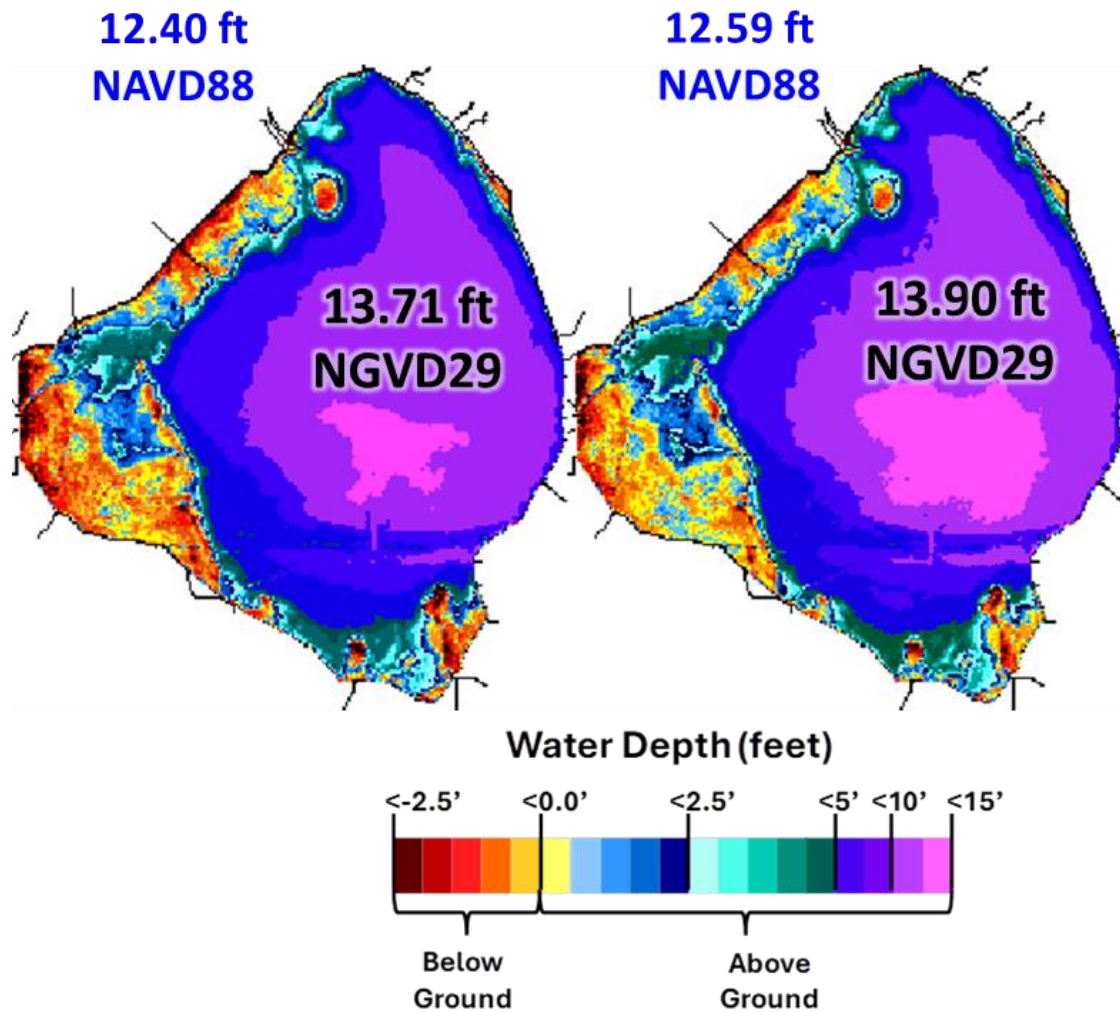 12.40 ft
NAVD88
12.59 ft
NAVD88
13.71 ft
NGVD29
13.90 ft
NGVD29
Water Depth (feet)
<-2.5’ <0.0’ <2.5’ <5’ <10’ <15’
Below
Ground
Above
Ground